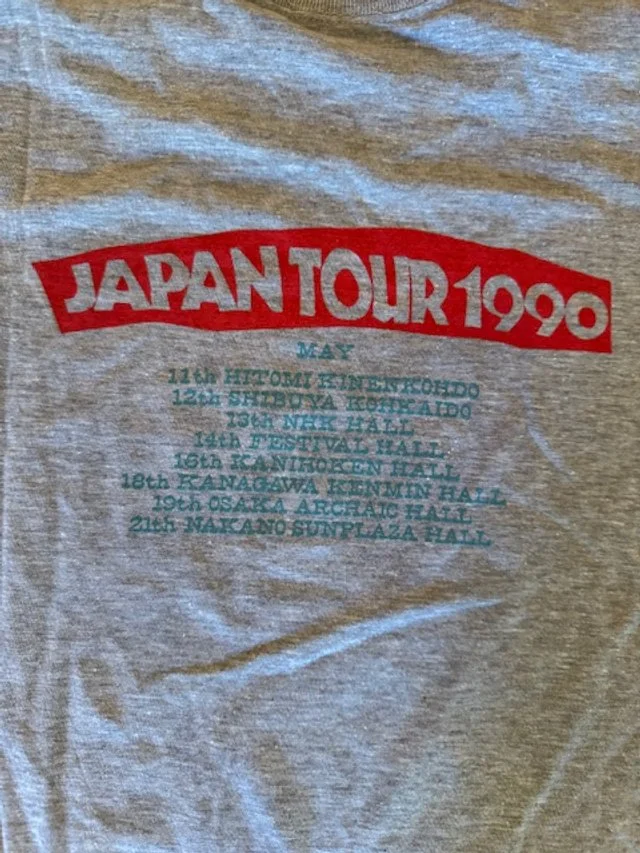 JAPAN TOUR 1990
MAY
11th HITOMI KINENKOHDO
12th SHIBUYA KOHKAIDO
13th NHK HALL
14th FESTIVAL HALL
16th KANIHOKEN HALL
18th KANAGAWA KENMIN HALL
19th OSAKA ARCHAIC HALL
21th NAKANO SUNPLAZA HALL